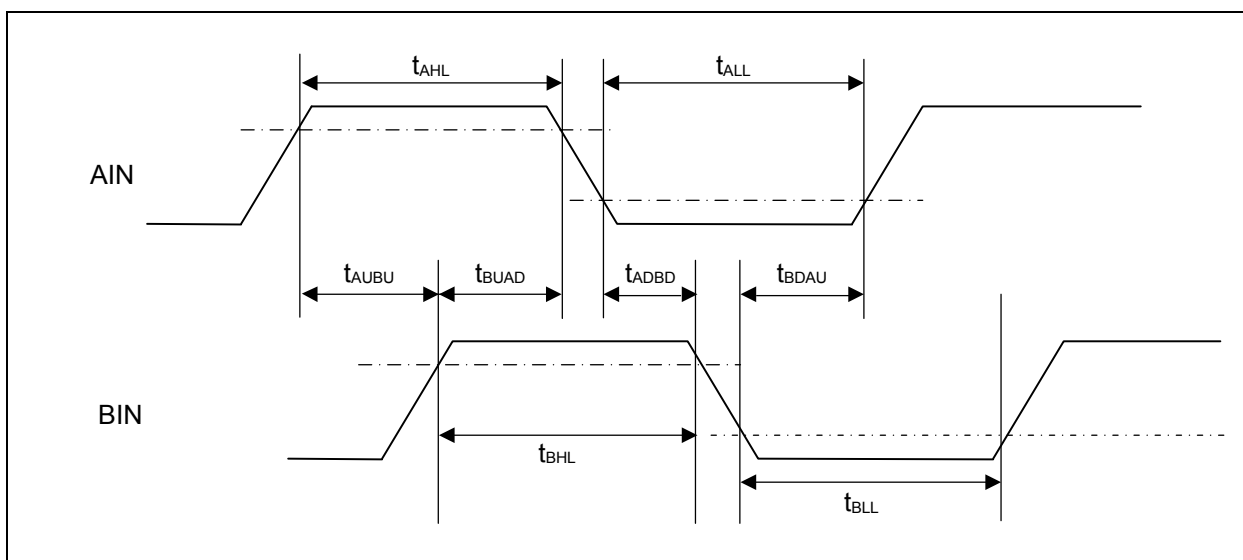 tAHL tALL
AIN
tAUBU tBUAD tADBD tBDAU
BIN
tBHL
tBLL